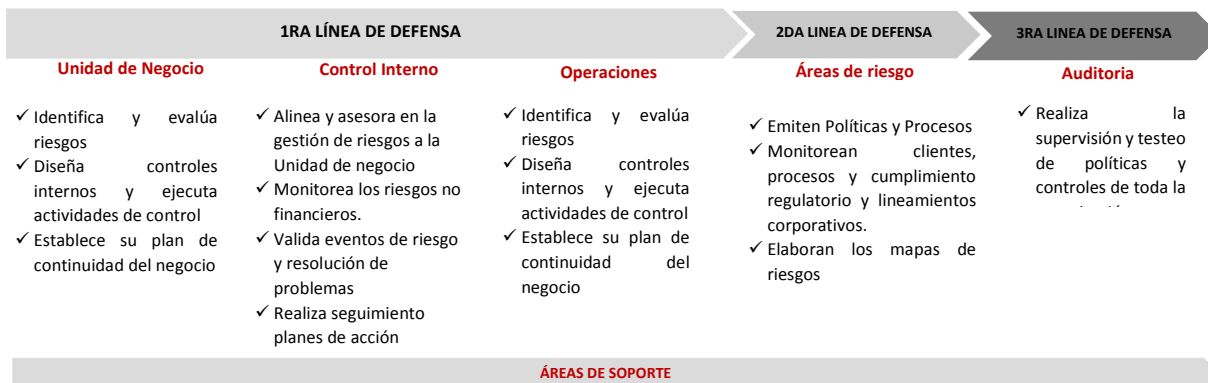 1RA LÍNEA DE DEFENSA
2DA LINEA DE DEFENSA
3RA LINEA DE DEFENSA
Unidad de Negocio
✓ Identifica y evalúa
riesgos
✓ Diseña controles
internos y ejecuta
actividades de control
✓ Establece su plan de
continuidad del negocio
Control Interno
✓ Alinea y asesora en la
gestión de riesgos a la
Unidad de negocio
✓ Monitorea los riesgos no
financieros.
✓ Valida eventos de riesgo
y resolución de
problemas
✓ Realiza seguimiento
planes de acción
Operaciones
✓ Identifica y evalúa
riesgos
✓ Diseña controles
internos y ejecuta
actividades de control
✓ Establece su plan de
continuidad del
negocio
Áreas de riesgo
✓ Emiten Políticas y Procesos
✓ Monitorean clientes,
procesos y cumplimiento
regulatorio y lineamientos
corporativos.
✓ Elaboran los mapas de
riesgos
Auditoria
✓ Realiza la
supervisión y testeo
de políticas y
controles de toda la
ÁREAS DE SOPORTE